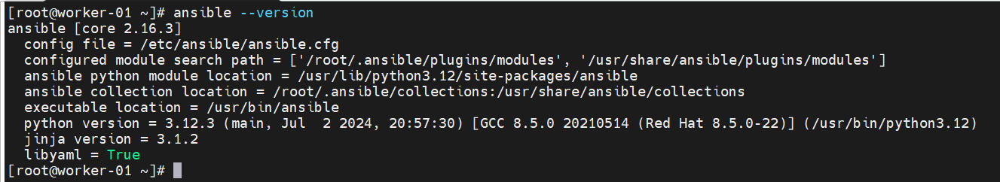 [root@worker-01 ~]# ansible --version
ansible [core 2.16.3]
  config file = /etc/ansible/ansible.cfg
  configured module search path = ['/root/.ansible/plugins/modules', '/usr/share/ansible/plugins/modules']
  ansible python module location = /usr/lib/python3.12/site-packages/ansible
  ansible collection location = /root/.ansible/collections:/usr/share/ansible/collections
  executable location = /usr/bin/ansible
  python version = 3.12.3 (main, Jul  2 2024, 20:57:30) [GCC 8.5.0 20210514 (Red Hat 8.5.0-22)] (/usr/bin/python3.12)
  jinja version = 3.1.2
  libyaml = True
[root@worker-01 ~]#